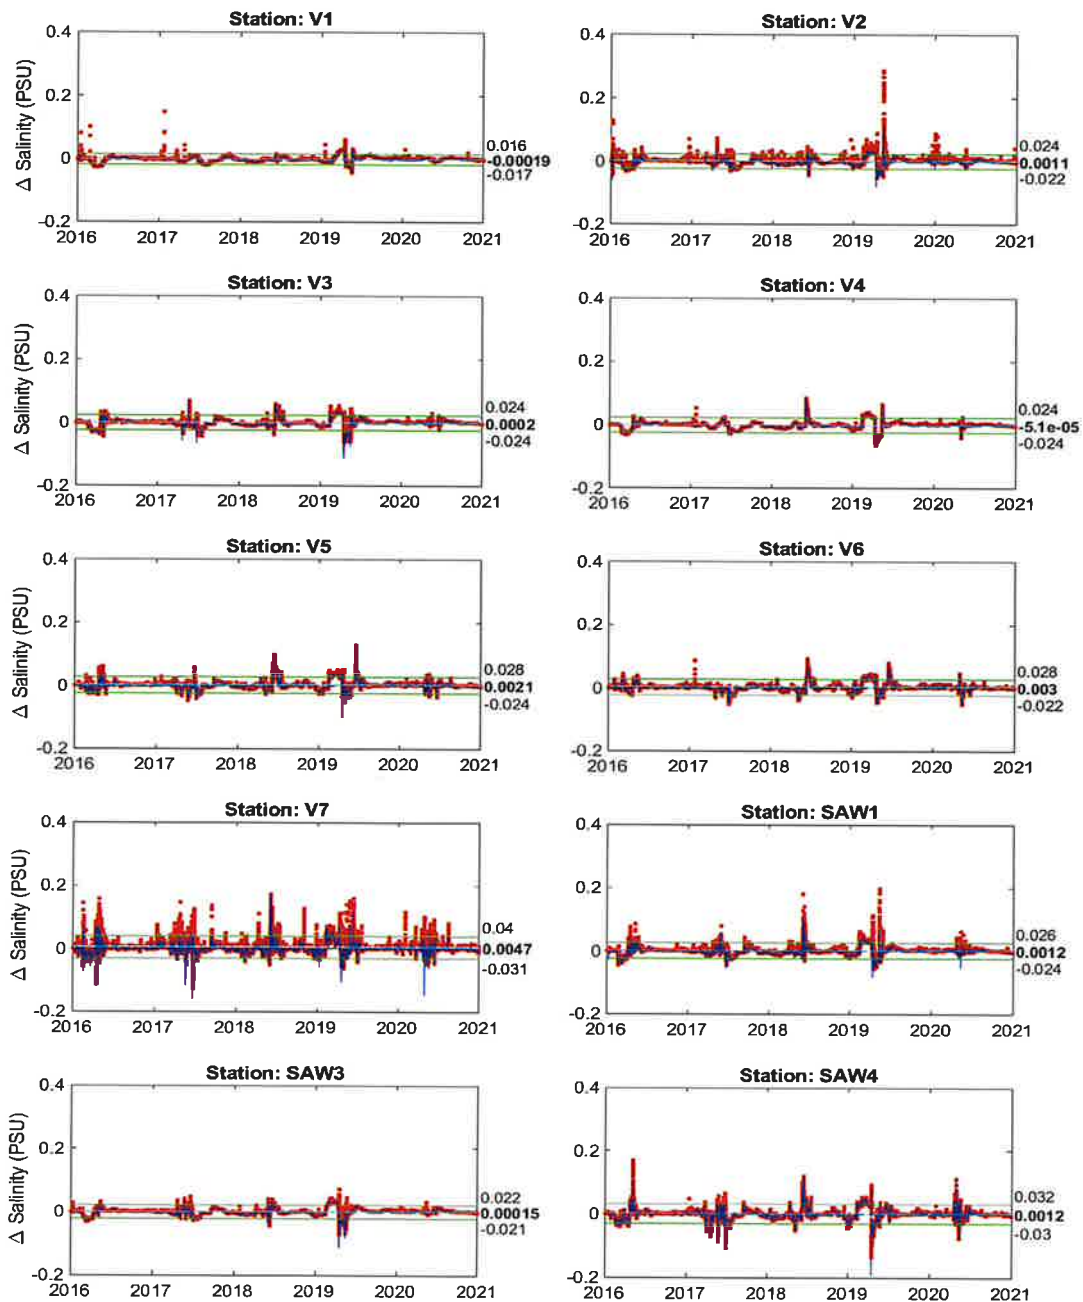 Station: V1
Δ Salinity (PSU)
0.4
0.2
0
-0.2
2016 2017 2018 2019 2020 2021
0.016
-0.00019
-0.017
Station: V2
0.4
0.2
0
-0.2
2016 2017 2018 2019 2020 2021
0.024
0.0011
-0.022
Station: V3
Δ Salinity (PSU)
0.4
0.2
0
-0.2
2016 2017 2018 2019 2020 2021
0.024
0.0002
-0.024
Station: V4
0.4
0.2
0
-0.2
2016 2017 2018 2019 2020 2021
0.024
-5.1e-05
-0.024
Station: V5
Δ Salinity (PSU)
0.4
0.2
0
-0.2
2016 2017 2018 2019 2020 2021
0.028
0.0021
-0.024
Station: V6
0.4
0.2
0
-0.2
2016 2017 2018 2019 2020 2021
0.028
0.003
-0.022
Station: V7
Δ Salinity (PSU)
0.4
0.2
0
-0.2
2016 2017 2018 2019 2020 2021
0.04
0.0047
-0.031
Station: SAW1
0.4
0.2
0
-0.2
2016 2017 2018 2019 2020 2021
0.026
0.0012
-0.024
Station: SAW3
Δ Salinity (PSU)
0.4
0.2
0
-0.2
2016 2017 2018 2019 2020 2021
0.022
0.00015
-0.021
Station: SAW4
0.4
0.2
0
-0.2
2016 2017 2018 2019 2020 2021
0.032
0.0012
-0.03